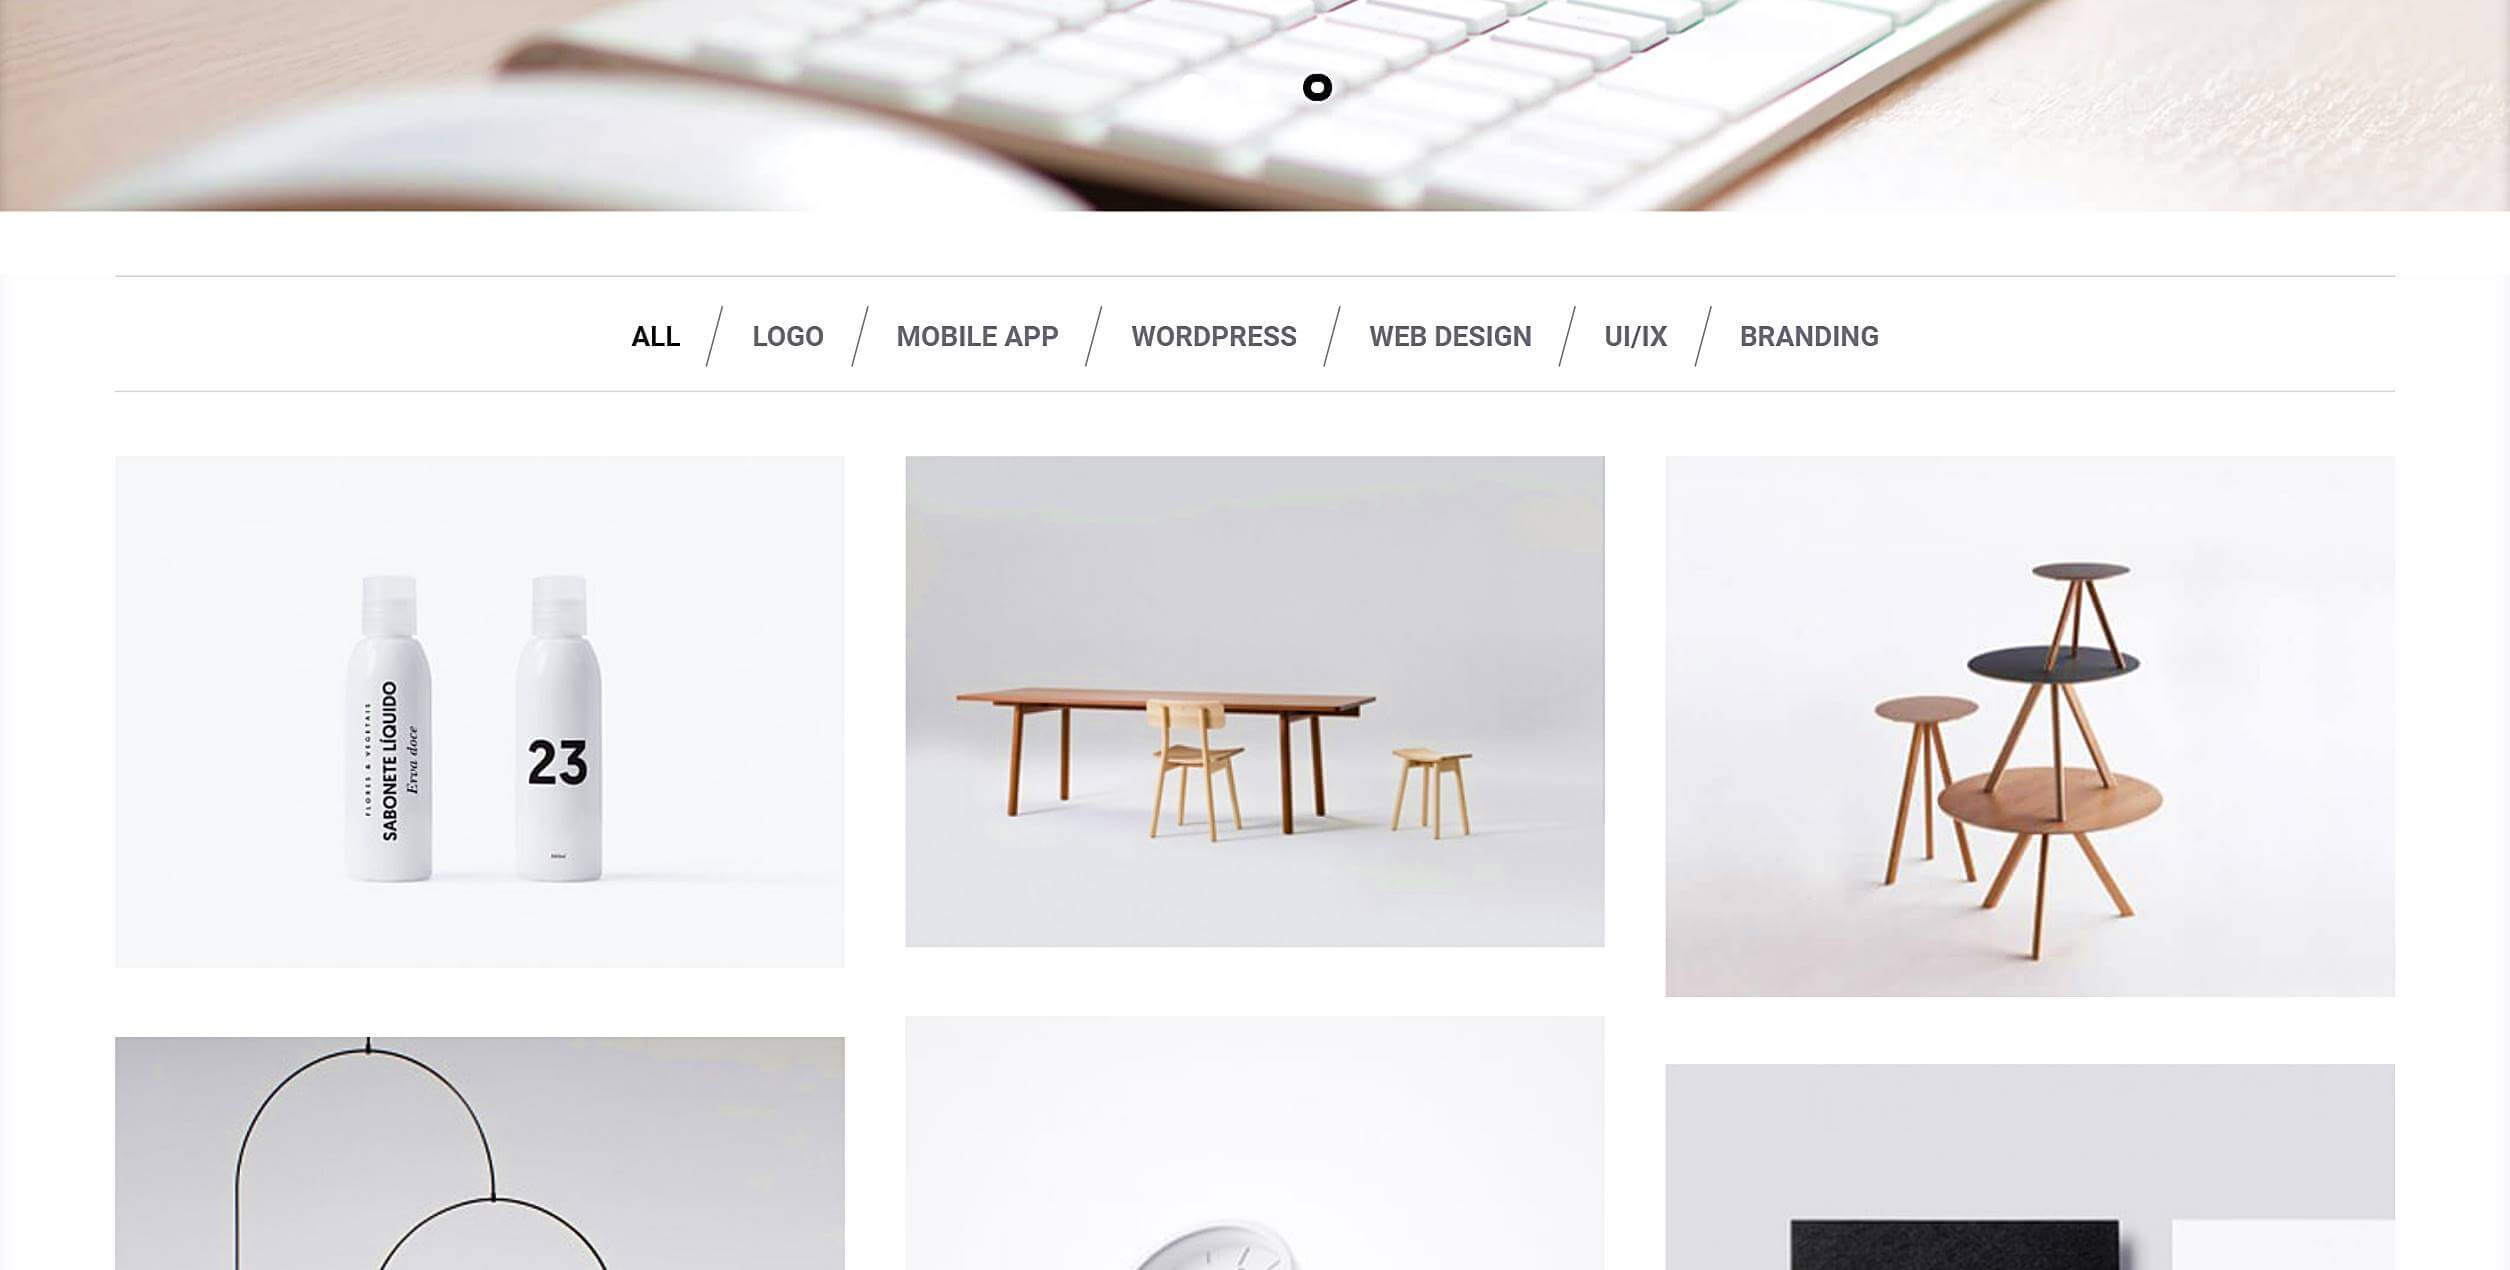 ALL / LOGO / MOBILE APP / WORDPRESS / WEB DESIGN / UI/IX / BRANDING
FLORES & VEGETAIS
SABONETE LÍQUIDO
Erva doce
23